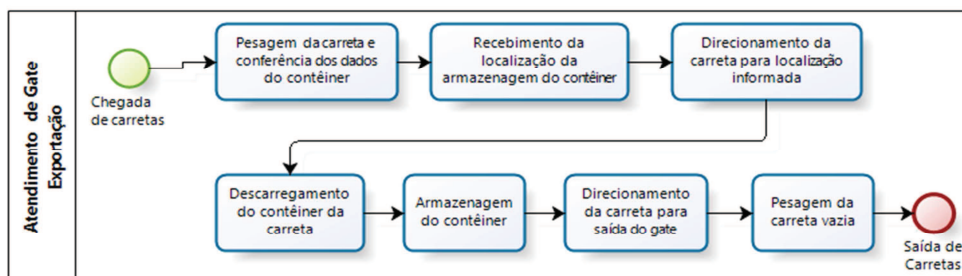 Atendimento de Gate
Exportação
Chegada
de carretas
Pesagem da carreta e
conferência dos dados
do contêiner
Recebimento da
localização da
armazenagem do contêiner
Direcionamento da
carreta para localização
informada
Descarregamento
do contêiner da
carreta
Armazenagem
do contêiner
Direcionamento
da carreta para
saída do gate
Pesagem da
carreta vazia
Saída de
Carretas